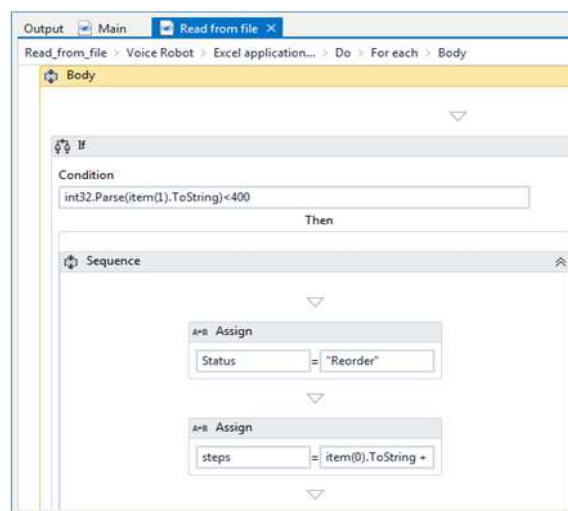 Output Main Read from file ×
Read_from_file > Voice Robot > Excel application... > Do > For each > Body
Body
If
Condition
int32.Parse(item(1).ToString)<400
Then
Sequence
A+B Assign
Status = "Reorder"
A+B Assign
steps = item(0).ToString +